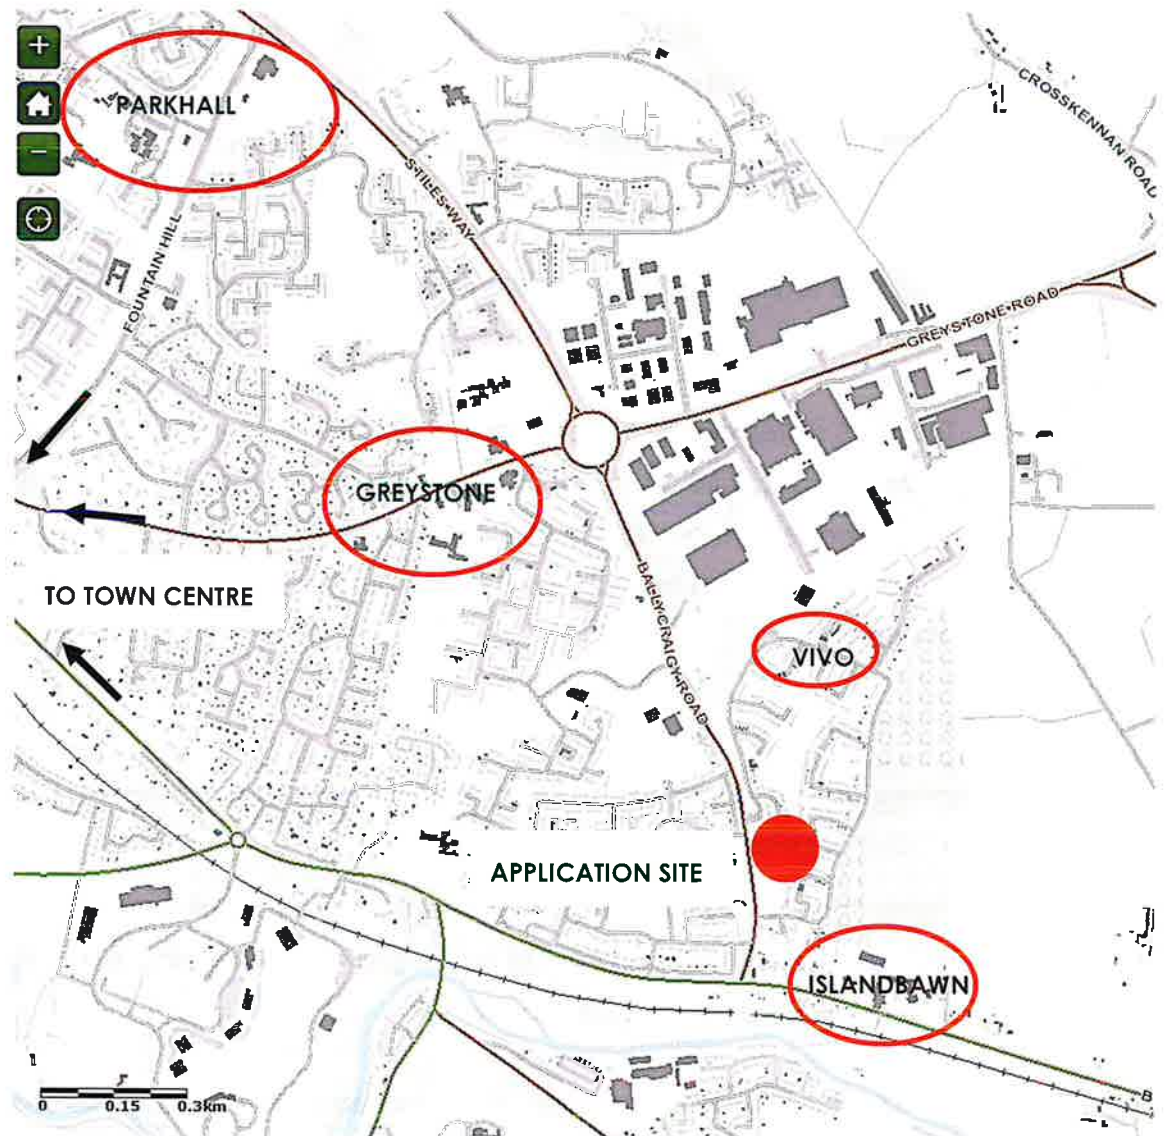 +
PARKHALL
CROSSKENNAN ROAD
−
STILES WAY
FOUNTAIN HILL
GREYSTONE ROAD
GREYSTONE
TO TOWN CENTRE
BALLYCRAIGY ROAD
VIVO
APPLICATION SITE
ISLANDBAWN
B
0 0.15 0.3km